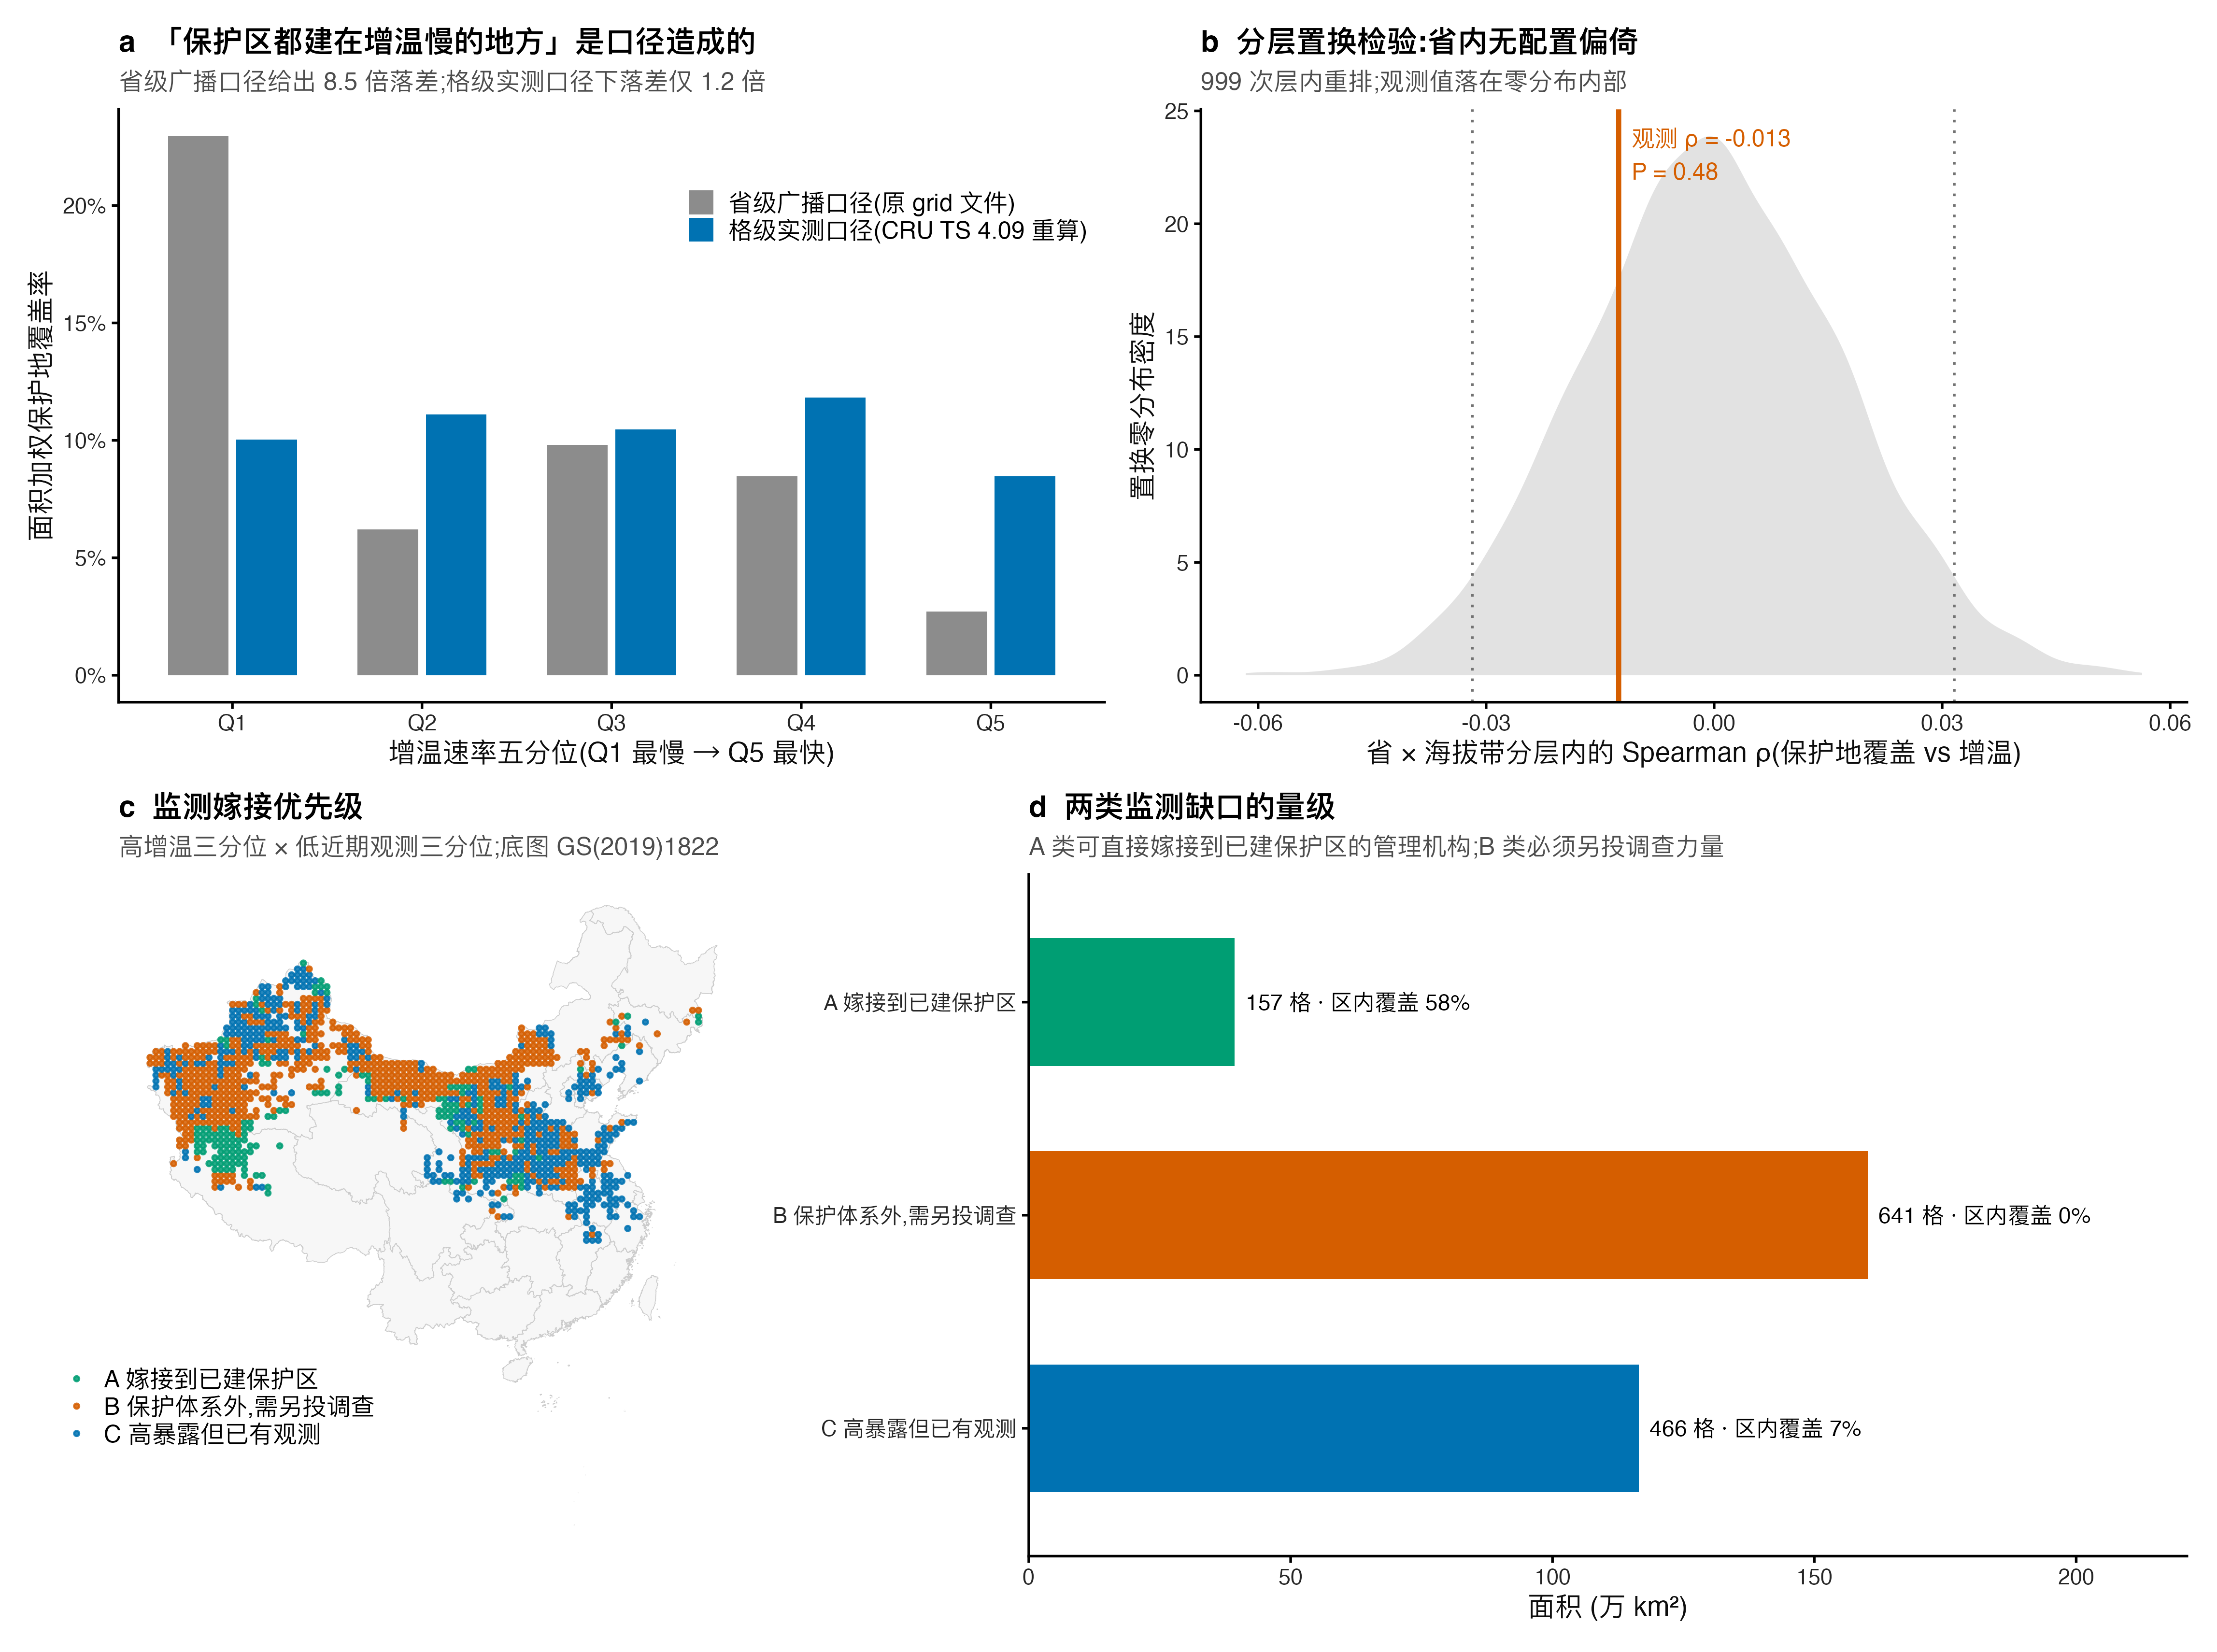 a 「保护区都建在增温慢的地方」是口径造成的
省级广播口径给出 8.5 倍落差;格级实测口径下落差仅 1.2 倍
面积加权保护地覆盖率
20%
15%
10%
5%
0%
省级广播口径(原 grid 文件)
格级实测口径(CRU TS 4.09 重算)
Q1 Q2 Q3 Q4 Q5
增温速率五分位(Q1 最慢 → Q5 最快)
b 分层置换检验:省内无配置偏倚
999 次层内重排;观测值落在零分布内部
置换零分布密度
25
20
15
10
5
0
观测 ρ = -0.013
P = 0.48
-0.06 -0.03 0.00 0.03 0.06
省 × 海拔带分层内的 Spearman ρ(保护地覆盖 vs 增温)
c 监测嫁接优先级
高增温三分位 × 低近期观测三分位;底图 GS(2019)1822
A 嫁接到已建保护区
B 保护体系外,需另投调查
C 高暴露但已有观测
d 两类监测缺口的量级
A 类可直接嫁接到已建保护区的管理机构;B 类必须另投调查力量
A 嫁接到已建保护区
157 格 · 区内覆盖 58%
B 保护体系外,需另投调查
641 格 · 区内覆盖 0%
C 高暴露但已有观测
466 格 · 区内覆盖 7%
0 50 100 150 200
面积 (万 km²)